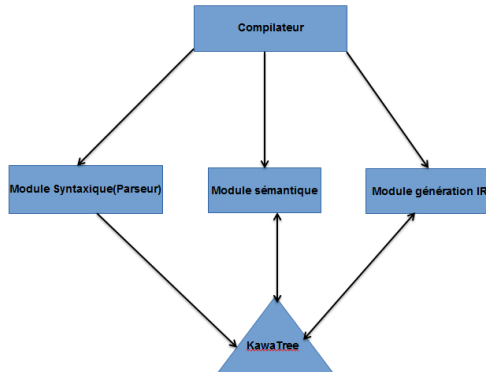 Compilateur
Module Syntaxique(Parseur)
Module sémantique
Module génération IR
KawaTree